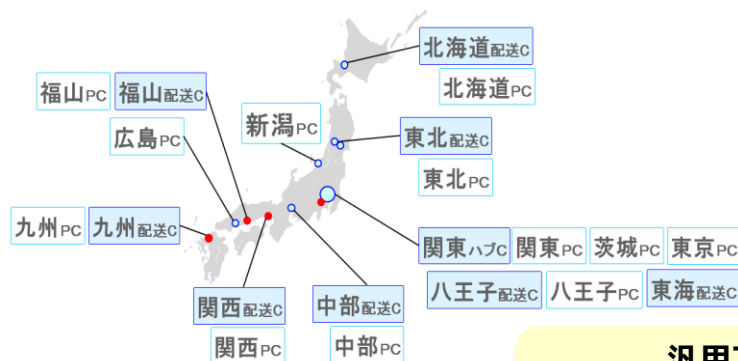 北海道配送C
北海道PC
福山PC 福山配送C
広島PC
新潟PC
東北配送C
東北PC
九州PC 九州配送C
関東ハブC 関東PC 茨城PC 東京PC
八王子配送C 八王子PC 東海配送C
関西配送C
関西PC
中部配送C
中部PC